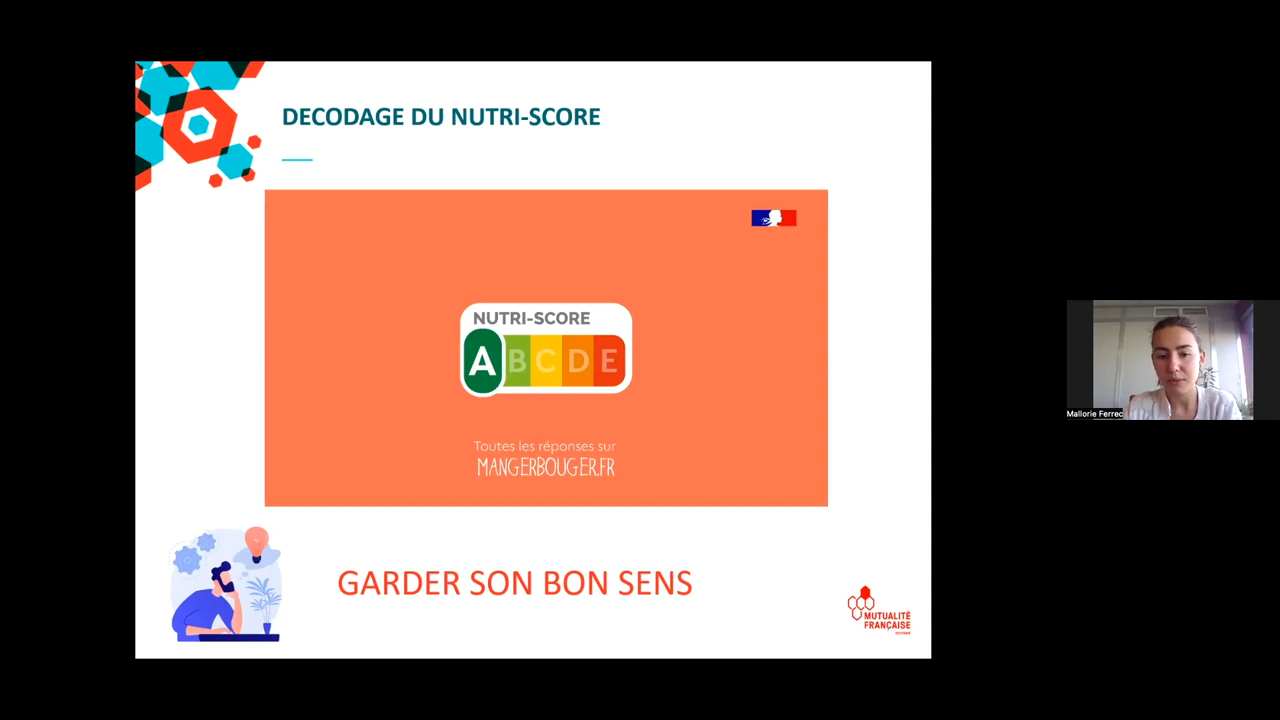 DECODAGE DU NUTRI-SCORE
NUTRI-SCORE
A B C D E
Toutes les réponses sur
MANGERBOUGER.FR
GARDER SON BON SENS
MUTUALITÉ
FRANÇAISE
Mallorie Ferrec